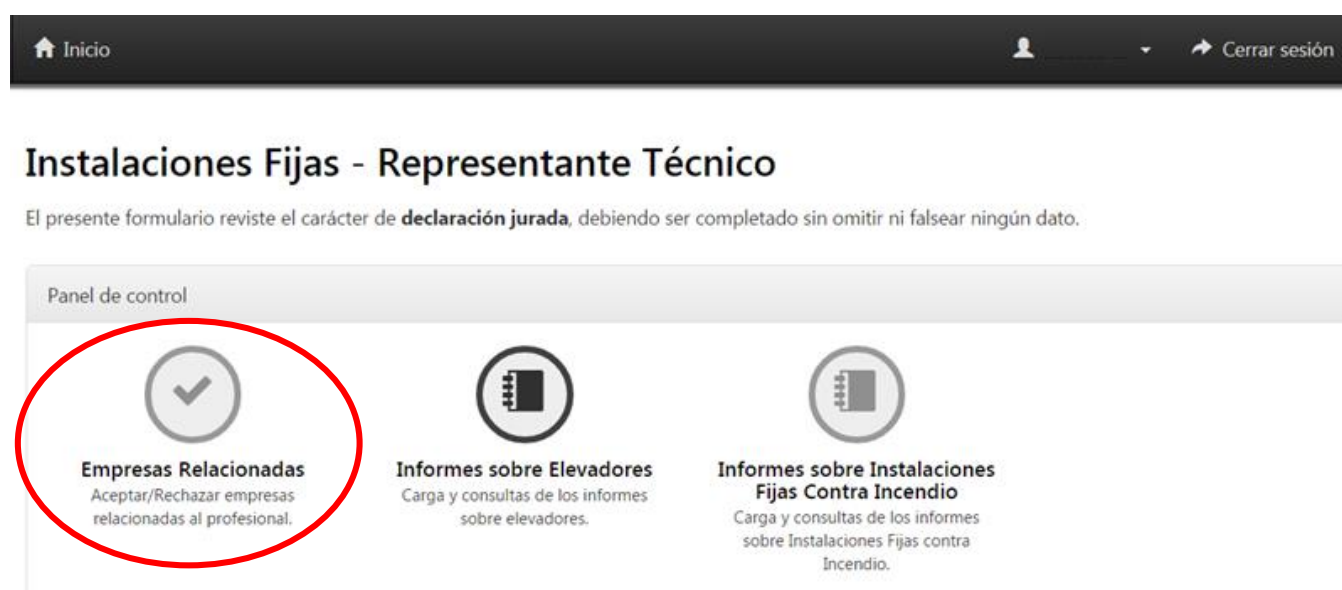 Inicio
Cerrar sesión
Instalaciones Fijas - Representante Técnico
El presente formulario reviste el carácter de declaración jurada, debiendo ser completado sin omitir ni falsear ningún dato.
Panel de control
Empresas Relacionadas
Aceptar/Rechazar empresas
relacionadas al profesional.
Informes sobre Elevadores
Carga y consultas de los informes
sobre elevadores.
Informes sobre Instalaciones
Fijas Contra Incendio
Carga y consultas de los informes
sobre Instalaciones Fijas contra
Incendio.